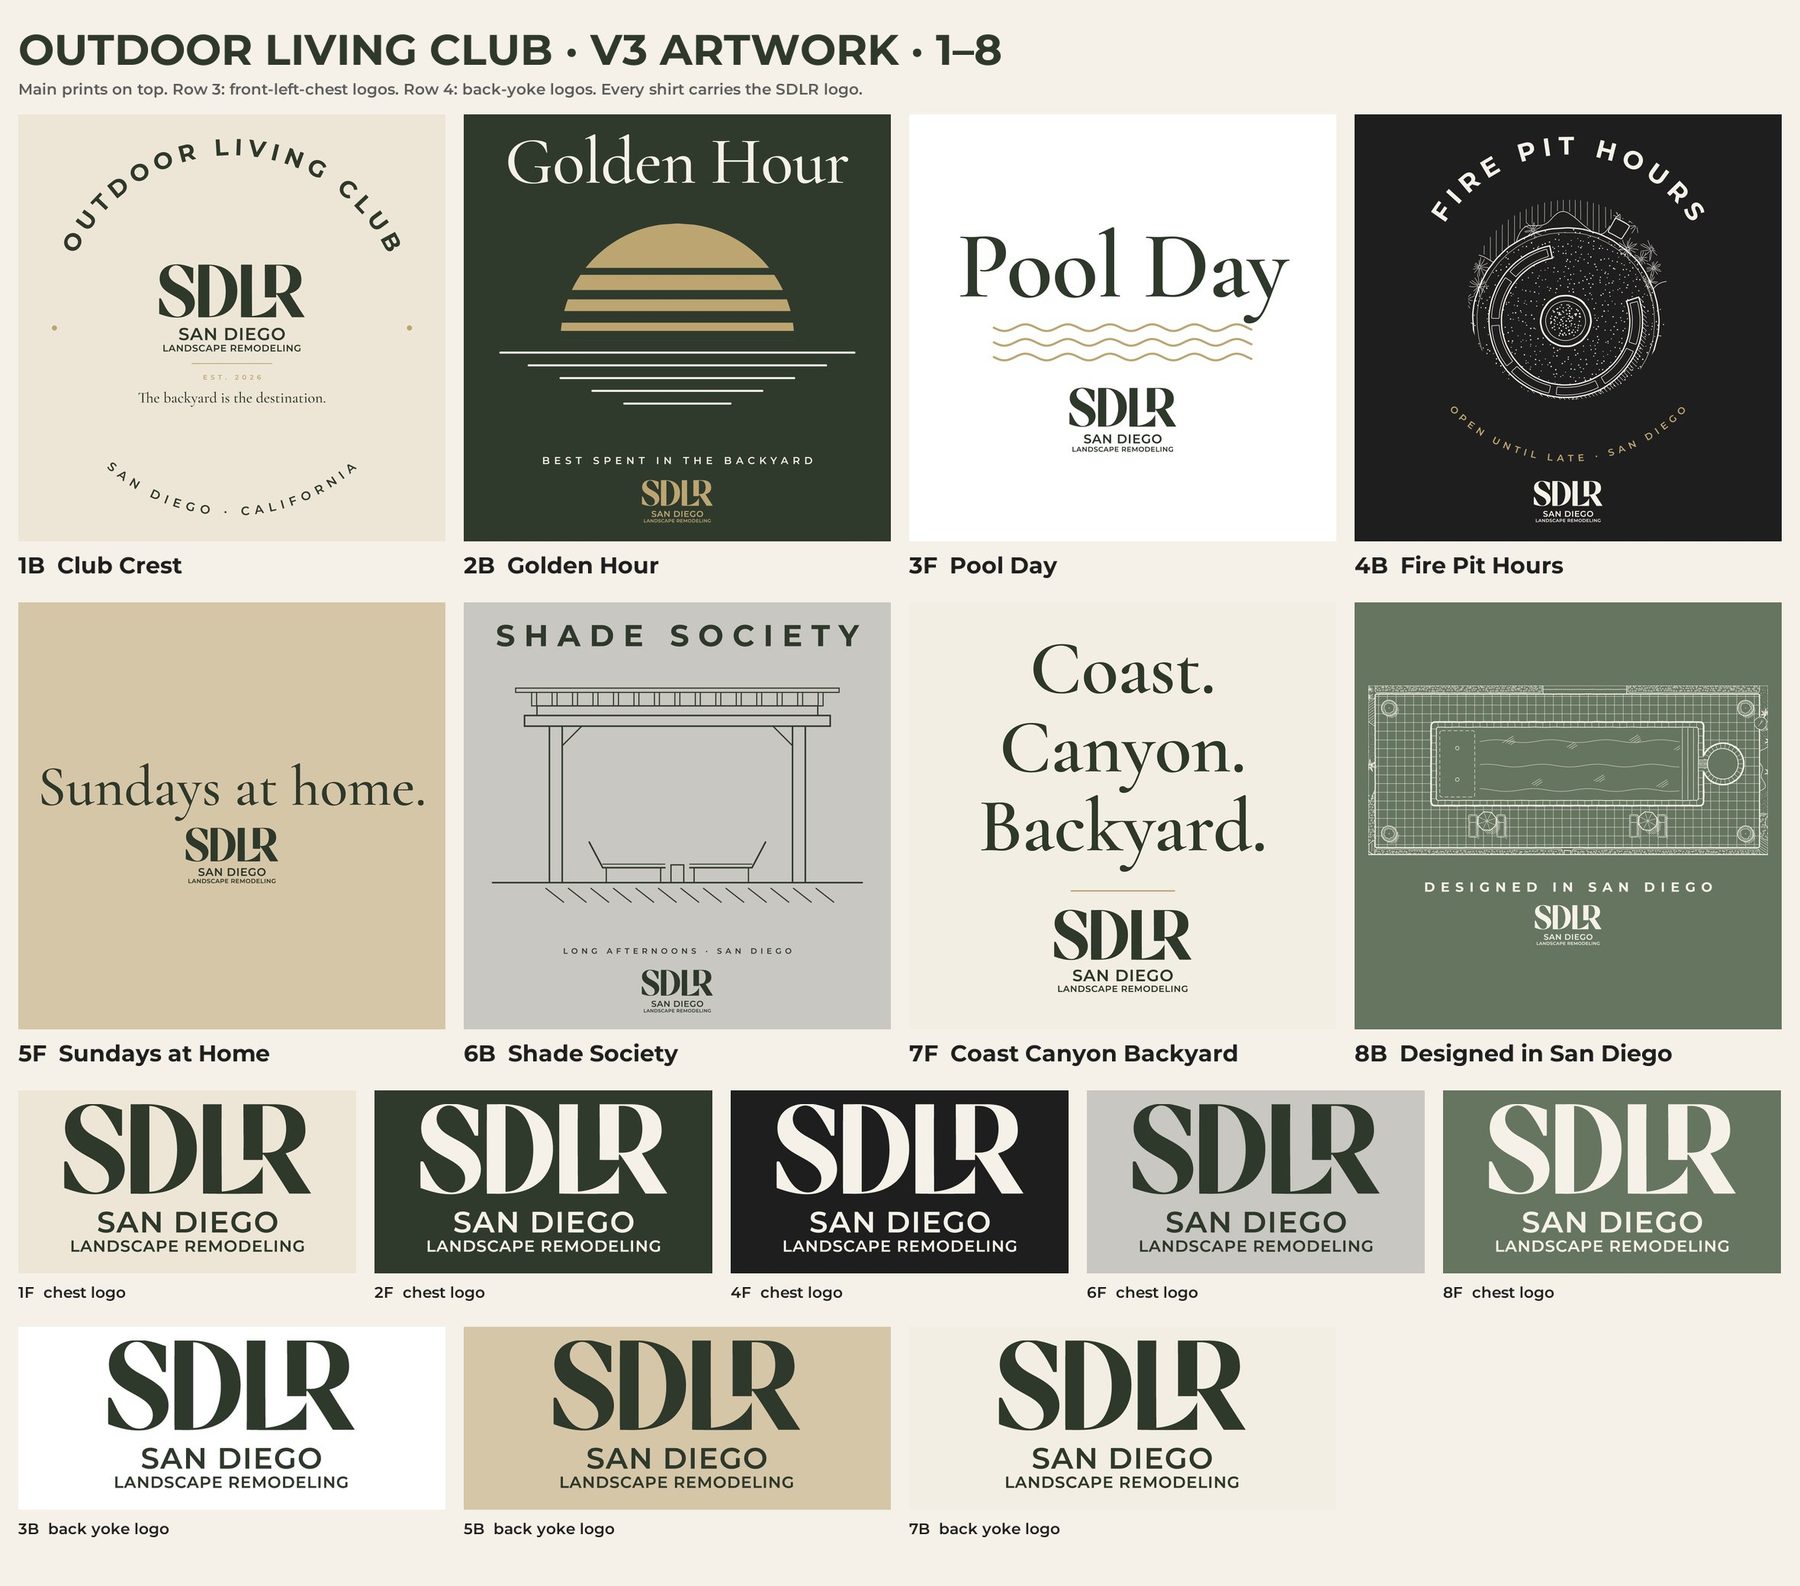 OUTDOOR LIVING CLUB · V3 ARTWORK · 1–8
Main prints on top. Row 3: front-left-chest logos. Row 4: back-yoke logos. Every shirt carries the SDLR logo.
OUTDOOR LIVING CLUB
SDLR
SAN DIEGO
LANDSCAPE REMODELING
EST. 2026
The backyard is the destination.
SAN DIEGO · CALIFORNIA
1B Club Crest
Golden Hour
BEST SPENT IN THE BACKYARD
SDLR
SAN DIEGO
LANDSCAPE REMODELING
2B Golden Hour
Pool Day
SDLR
SAN DIEGO
LANDSCAPE REMODELING
3F Pool Day
FIRE PIT HOURS
OPEN UNTIL LATE · SAN DIEGO
SDLR
SAN DIEGO
LANDSCAPE REMODELING
4B Fire Pit Hours
Sundays at home.
SDLR
SAN DIEGO
LANDSCAPE REMODELING
5F Sundays at Home
SHADE SOCIETY
LONG AFTERNOONS · SAN DIEGO
SDLR
SAN DIEGO
LANDSCAPE REMODELING
6B Shade Society
Coast.
Canyon.
Backyard.
SDLR
SAN DIEGO
LANDSCAPE REMODELING
7F Coast Canyon Backyard
DESIGNED IN SAN DIEGO
SDLR
SAN DIEGO
LANDSCAPE REMODELING
8B Designed in San Diego
SDLR
SAN DIEGO
LANDSCAPE REMODELING
1F chest logo
SDLR
SAN DIEGO
LANDSCAPE REMODELING
2F chest logo
SDLR
SAN DIEGO
LANDSCAPE REMODELING
4F chest logo
SDLR
SAN DIEGO
LANDSCAPE REMODELING
6F chest logo
SDLR
SAN DIEGO
LANDSCAPE REMODELING
8F chest logo
SDLR
SAN DIEGO
LANDSCAPE REMODELING
3B back yoke logo
SDLR
SAN DIEGO
LANDSCAPE REMODELING
5B back yoke logo
SDLR
SAN DIEGO
LANDSCAPE REMODELING
7B back yoke logo